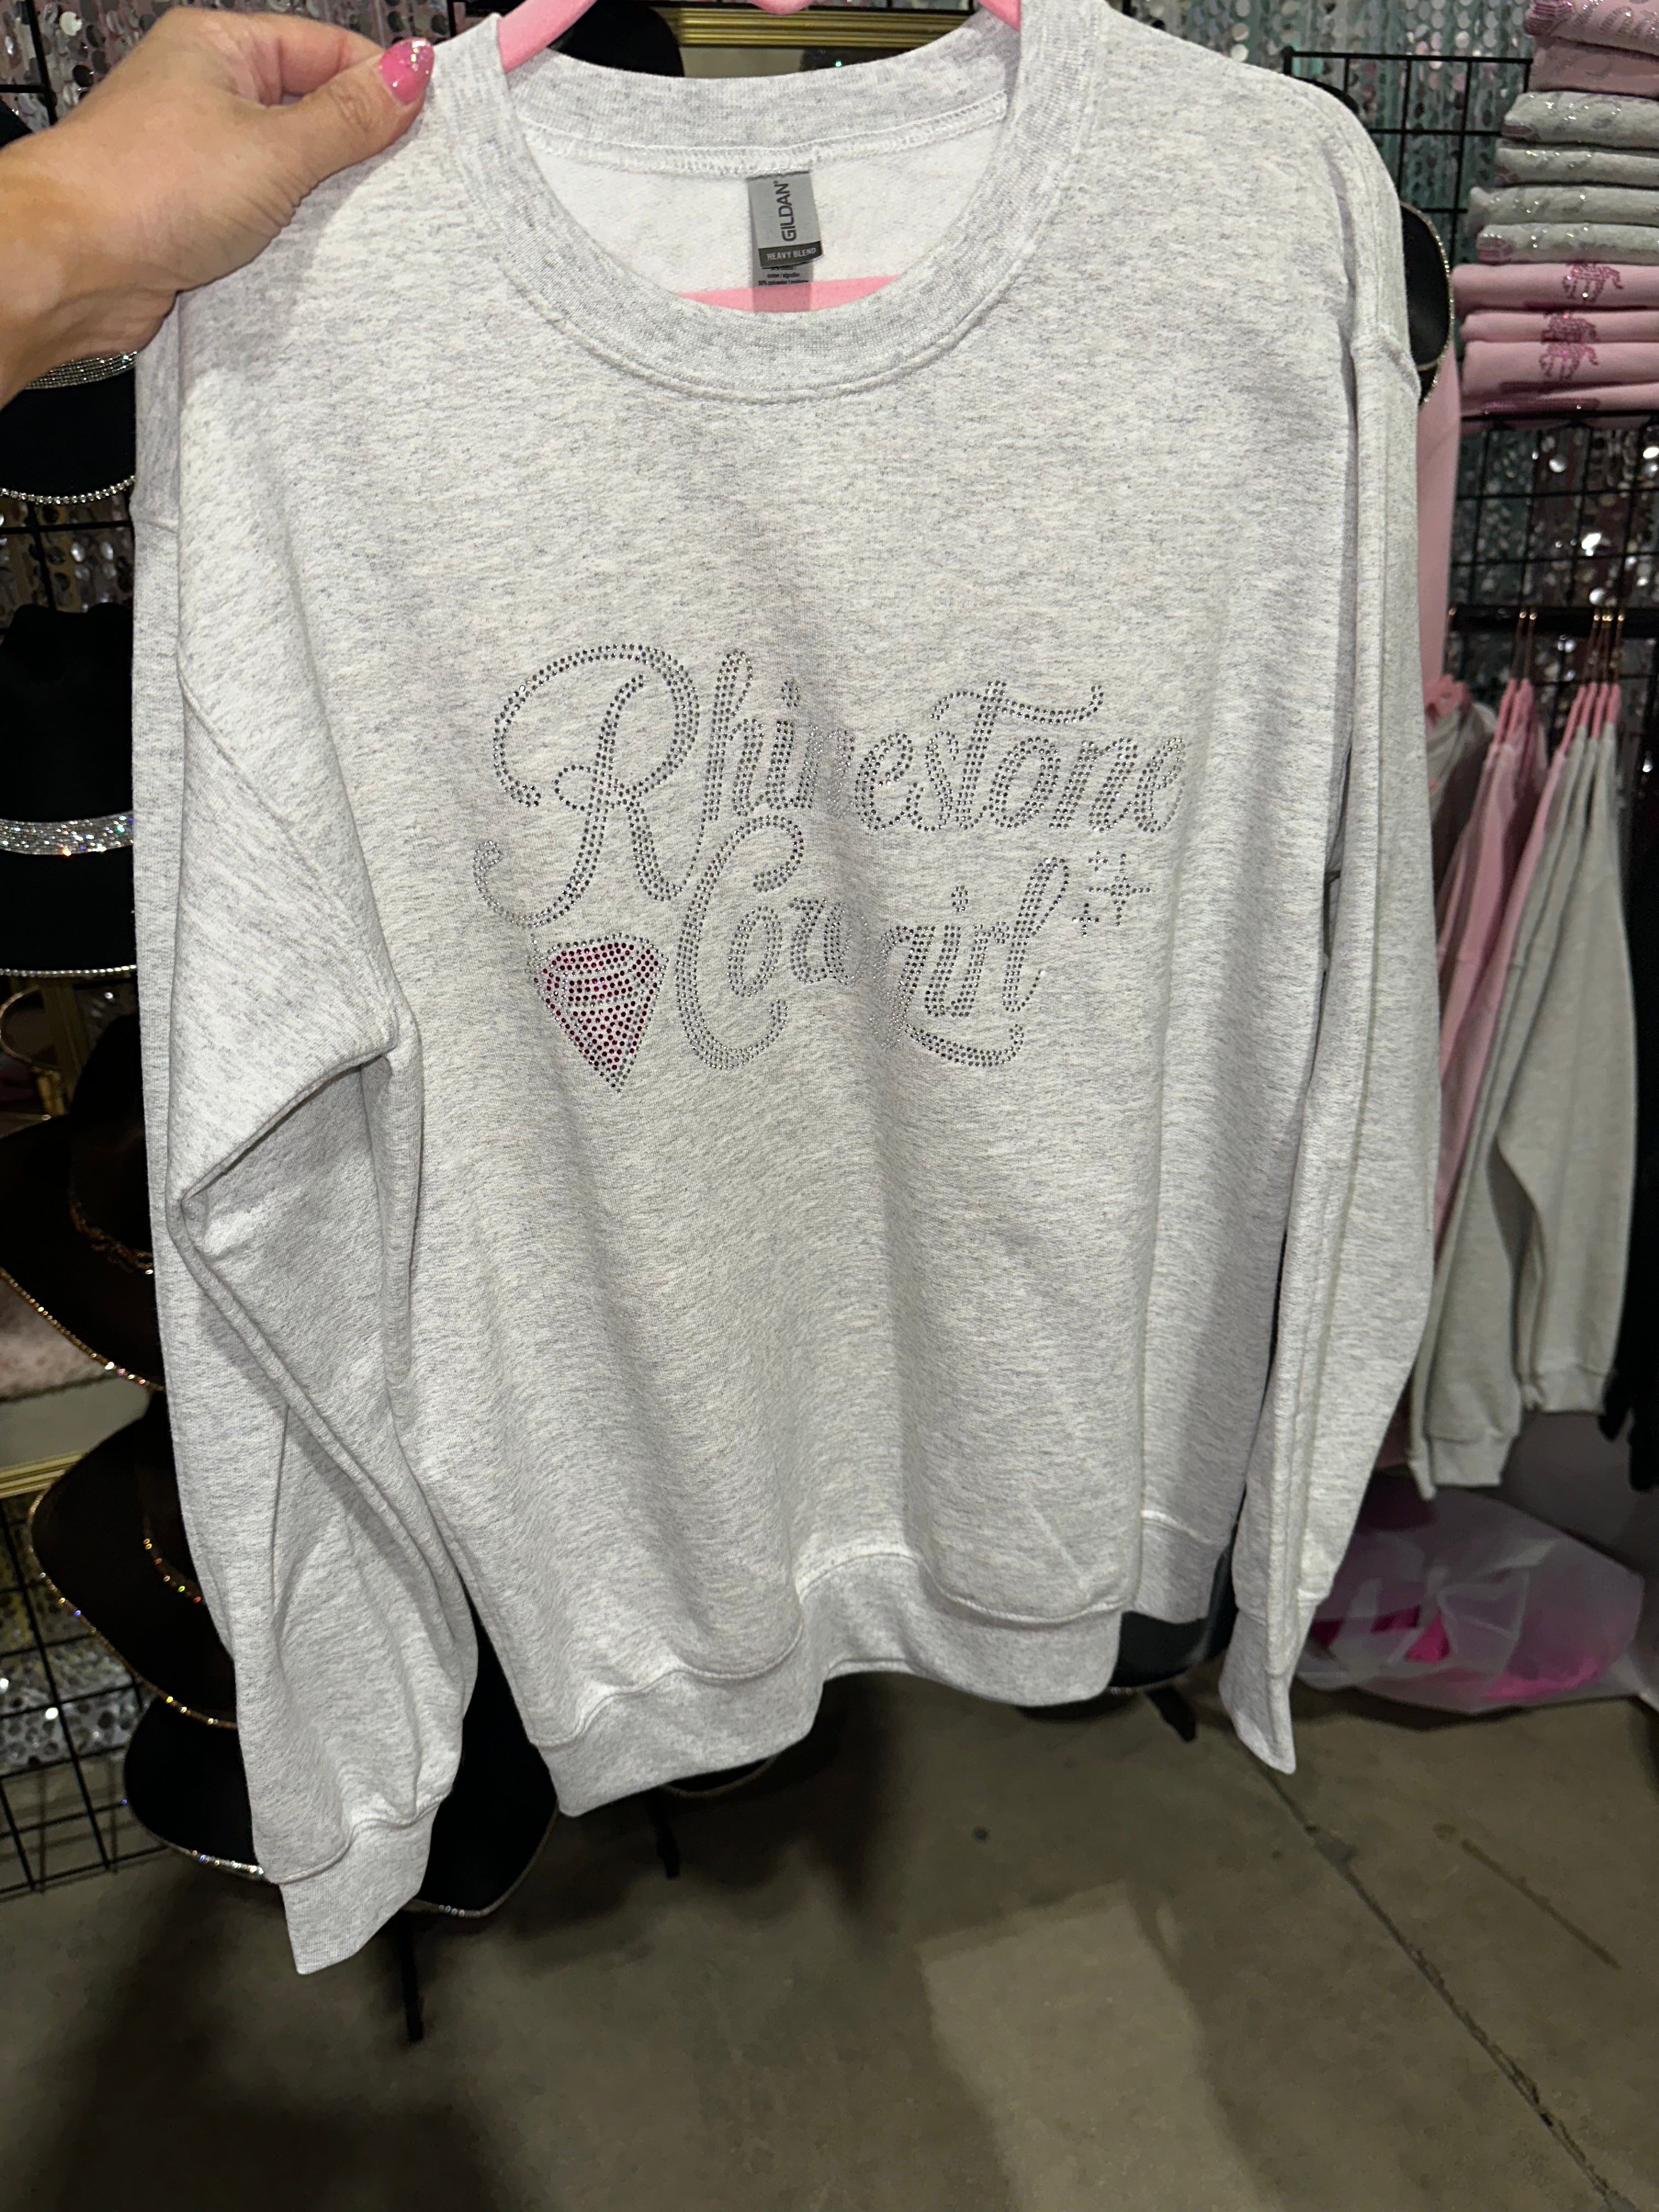 GILDAN®
HEAVY BLEND
Rhinestone
Cowgirl